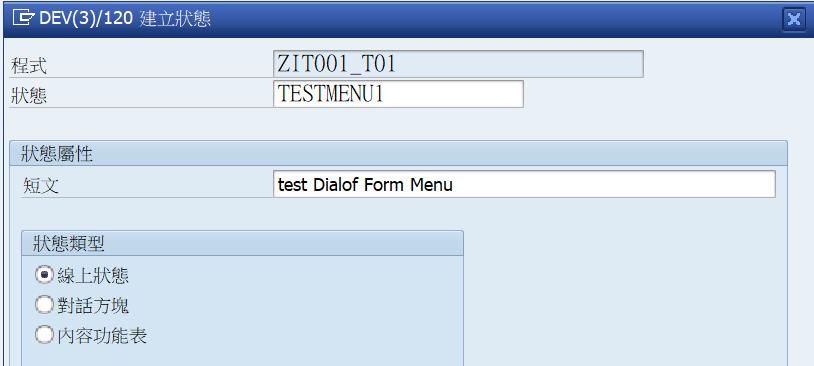 DEV(3)/120 建立狀態
程式 ZIT001_T01
狀態 TESTMENU1
狀態屬性
短文 test Dialof Form Menu
狀態類型
線上狀態
對話方塊
內容功能表